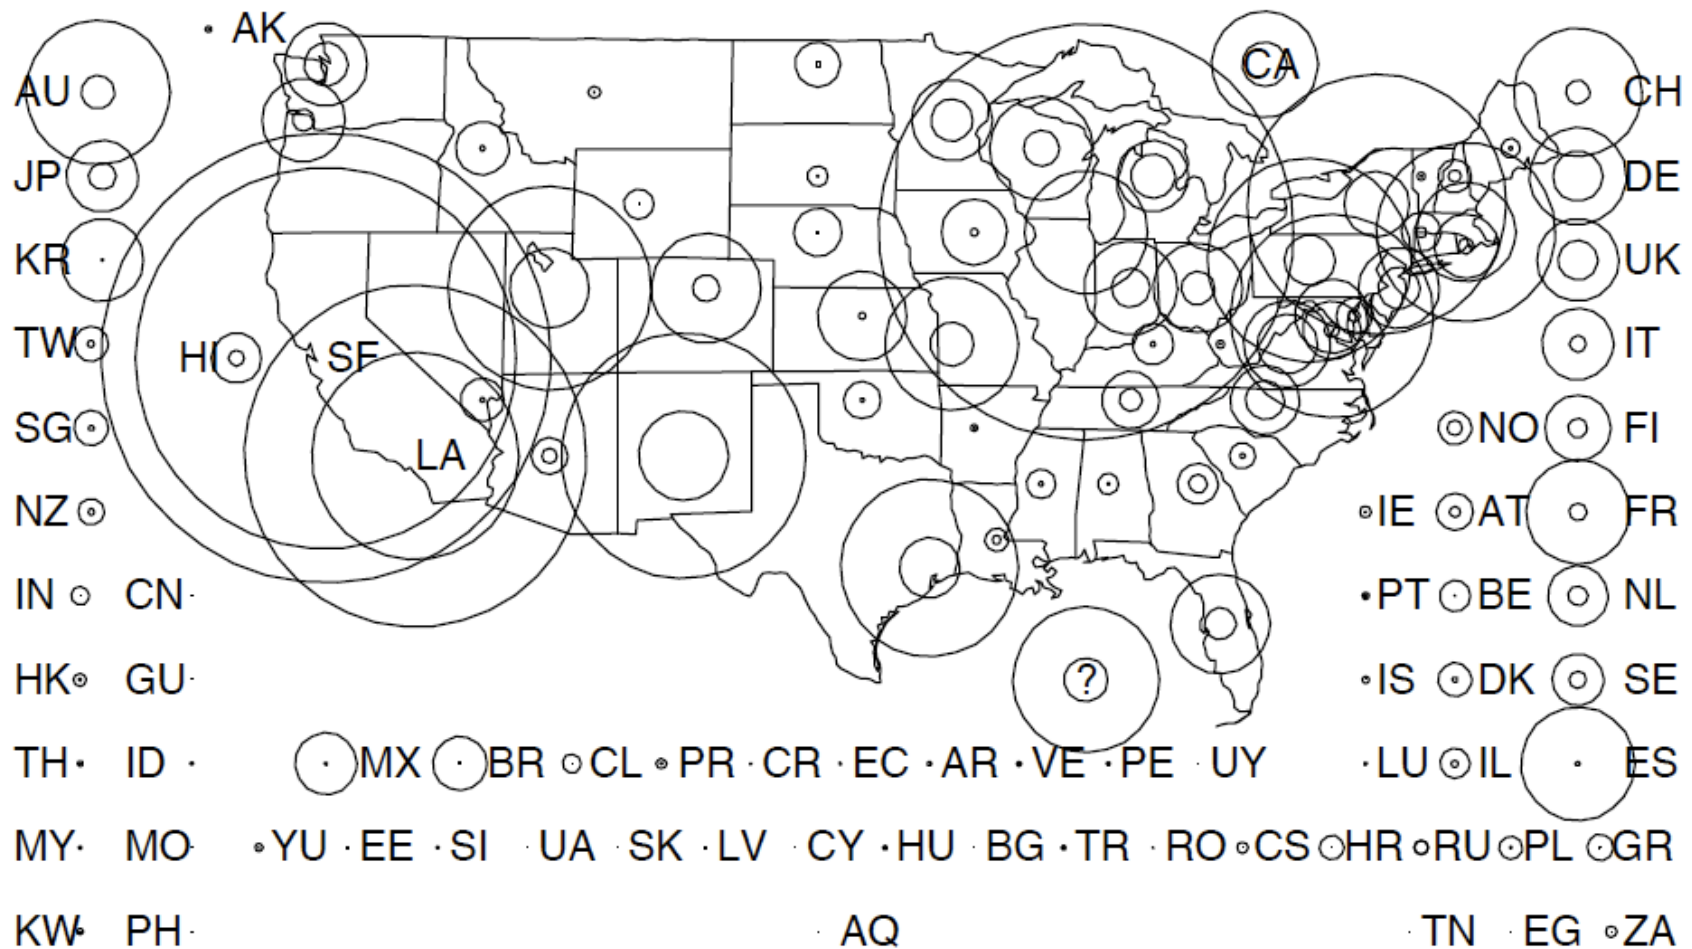 AK
CA
AU CH
JP DE
KR UK
TW HI SF IT
SG LA NO FI
NZ IE AT FR
IN CN PT BE NL
HK GU ? IS DK SE
TH ID MX BR CL PR CR EC AR VE PE UY LU IL ES
MY MO YU EE SI UA SK LV CY HU BG TR RO CS HR RU PL GR
KW PH AQ TN EG ZA